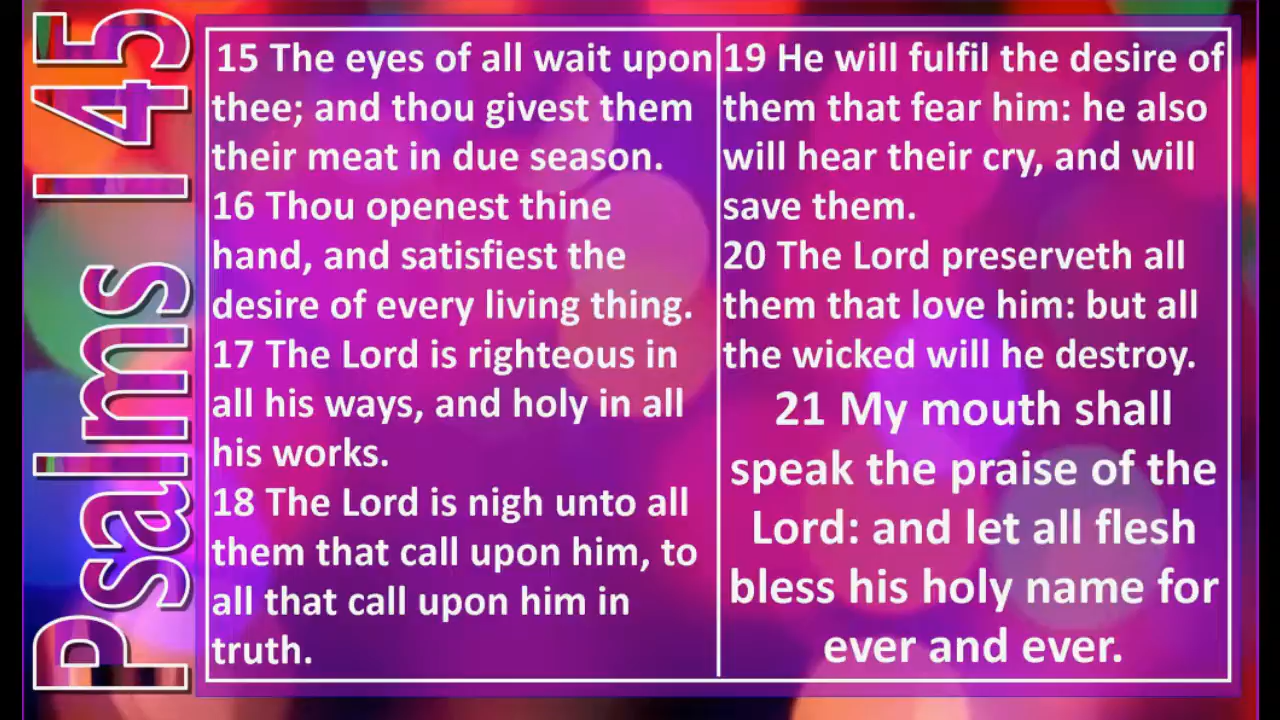 Psalms 145
15 The eyes of all wait upon
thee; and thou givest them
their meat in due season.
16 Thou openest thine
hand, and satisfiest the
desire of every living thing.
17 The Lord is righteous in
all his ways, and holy in all
his works.
18 The Lord is nigh unto all
them that call upon him, to
all that call upon him in
truth.
19 He will fulfil the desire of
them that fear him: he also
will hear their cry, and will
save them.
20 The Lord preserveth all
them that love him: but all
the wicked will he destroy.
21 My mouth shall
speak the praise of the
Lord: and let all flesh
bless his holy name for
ever and ever.